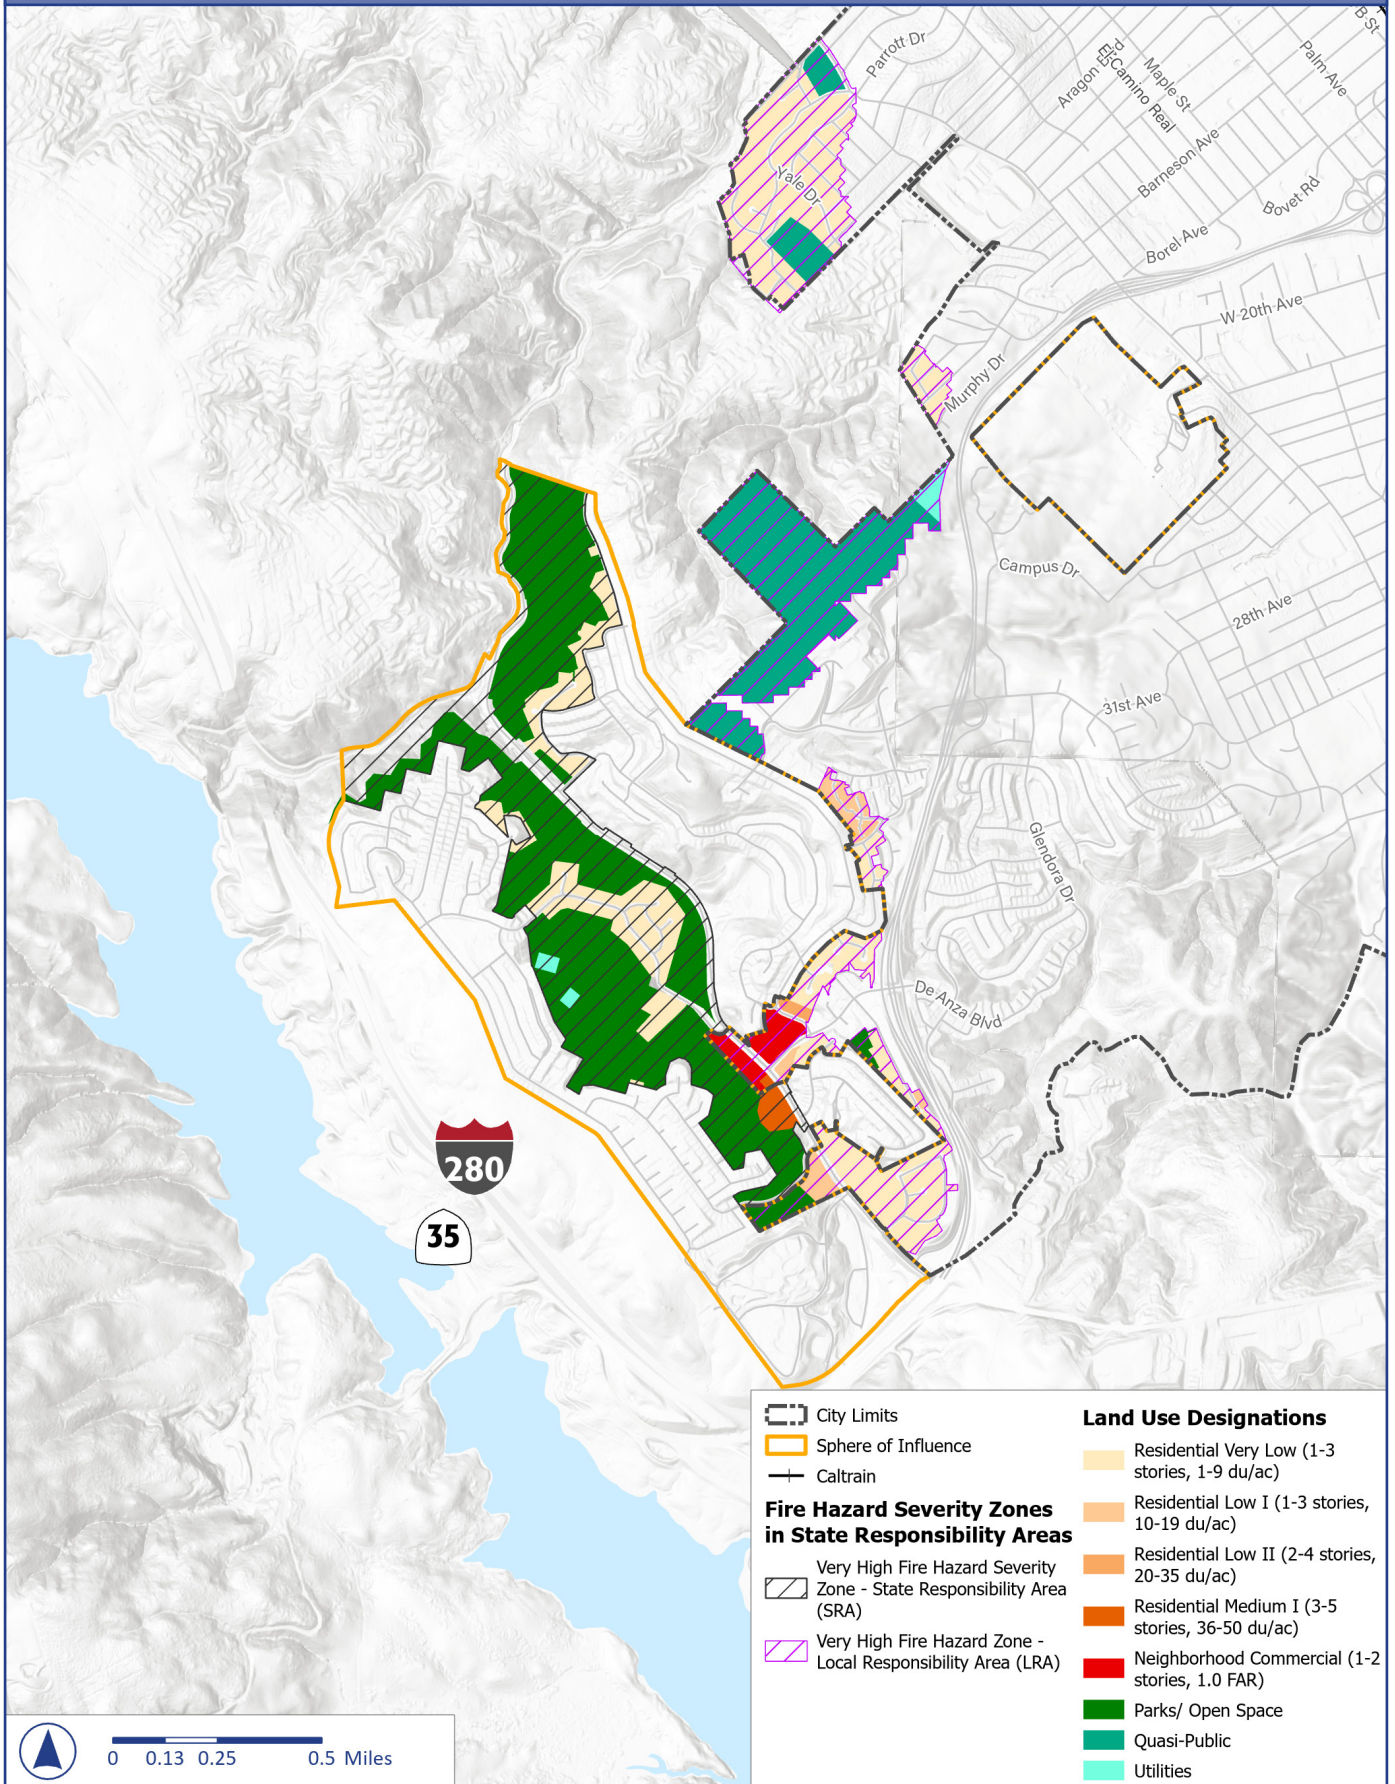 B St
Parrott Dr
Palm Ave
Aragon Blvd
El Camino Real
Maple St
Barneson Ave
Yale Dr
Bovet Rd
Borel Ave
W 20th Ave
Murphy Dr
Campus Dr
28th Ave
31st Ave
Glendora Dr
De Anza Blvd
280
35
City Limits
Sphere of Influence
Caltrain
Fire Hazard Severity Zones
in State Responsibility Areas
Very High Fire Hazard Severity
Zone - State Responsibility Area
(SRA)
Very High Fire Hazard Zone -
Local Responsibility Area (LRA)
Land Use Designations
Residential Very Low (1-3
stories, 1-9 du/ac)
Residential Low I (1-3 stories,
10-19 du/ac)
Residential Low II (2-4 stories,
20-35 du/ac)
Residential Medium I (3-5
stories, 36-50 du/ac)
Neighborhood Commercial (1-2
stories, 1.0 FAR)
Parks/ Open Space
Quasi-Public
Utilities
0 0.13 0.25 0.5 Miles